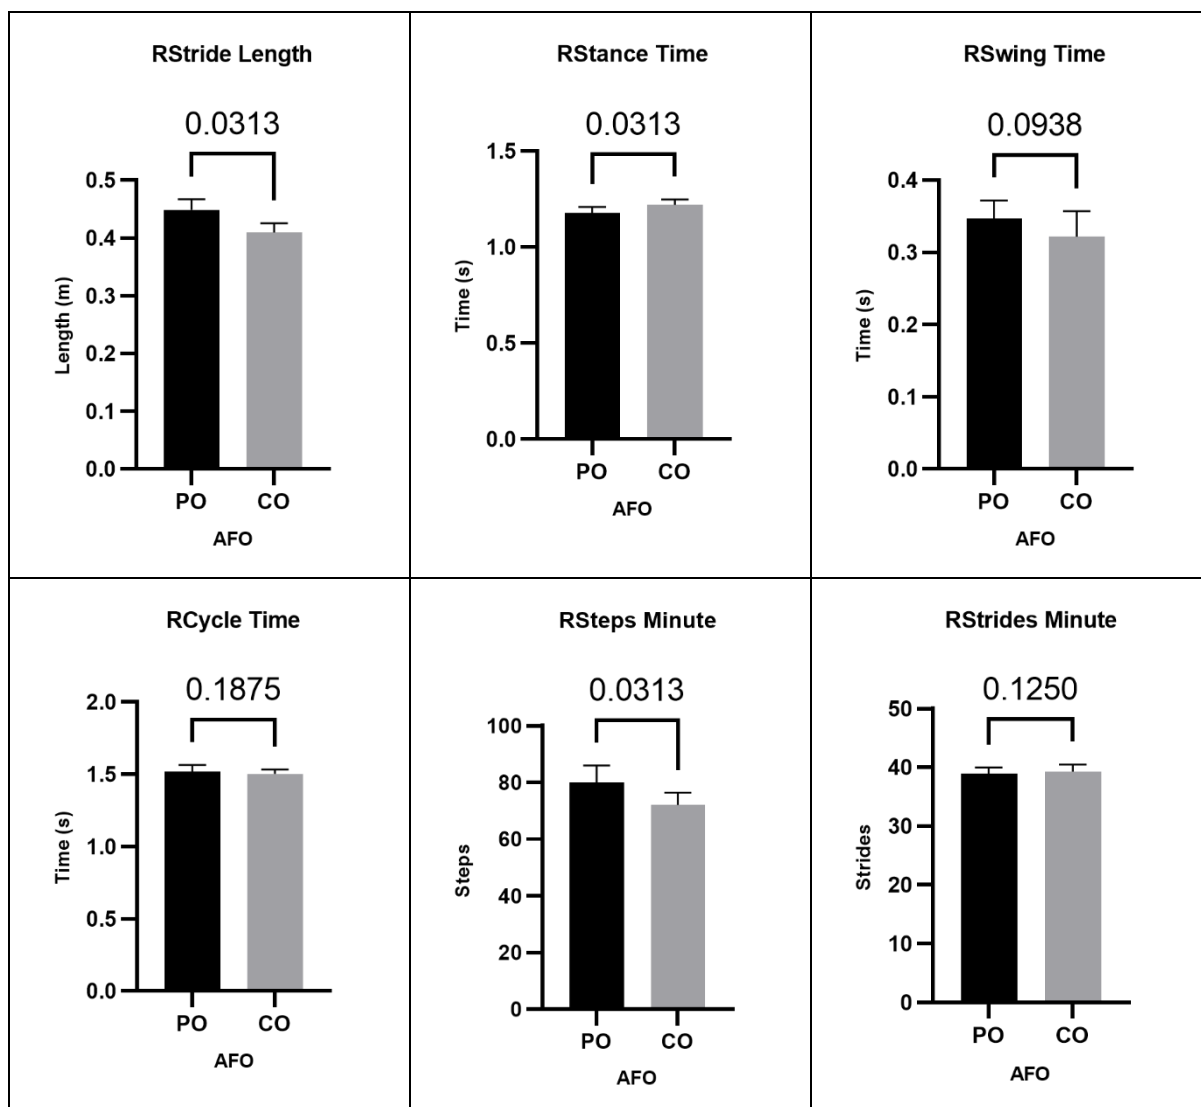 RStride Length
0.0313
0.5
0.4
0.3
0.2
0.1
0.0
Length (m)
PO CO
AFO
RStance Time
0.0313
1.5
1.0
0.5
0.0
Time (s)
PO CO
AFO
RSwing Time
0.0938
0.4
0.3
0.2
0.1
0.0
Time (s)
PO CO
AFO
RCycle Time
0.1875
2.0
1.5
1.0
0.5
0.0
Time (s)
PO CO
AFO
RSteps Minute
0.0313
100
80
60
40
20
0
Steps
PO CO
AFO
RStrides Minute
0.1250
50
40
30
20
10
0
Strides
PO CO
AFO